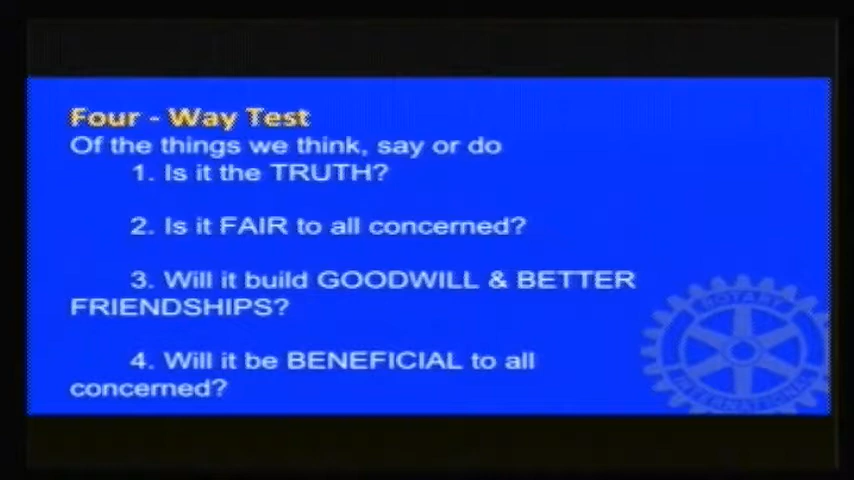 Four - Way Test
Of the things we think, say or do
1. Is it the TRUTH?
2. Is it FAIR to all concerned?
3. Will it build GOODWILL & BETTER
FRIENDSHIPS?
4. Will it be BENEFICIAL to all
concerned?
ROTARY
INTERNATIONAL